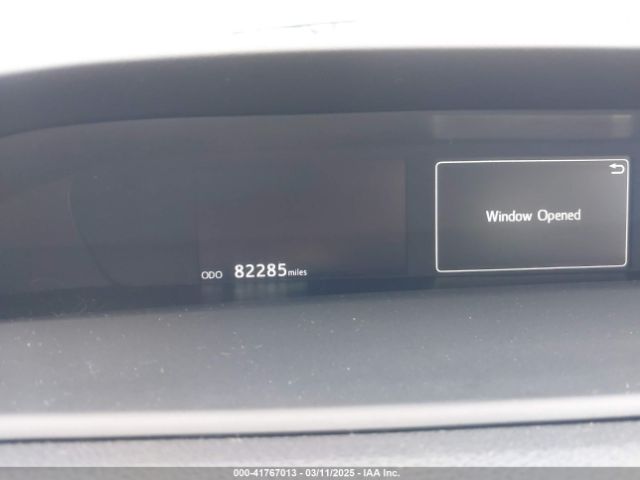 Window Opened
ODO 82285 miles
000-41767013 - 03/11/2025 - IAA Inc.